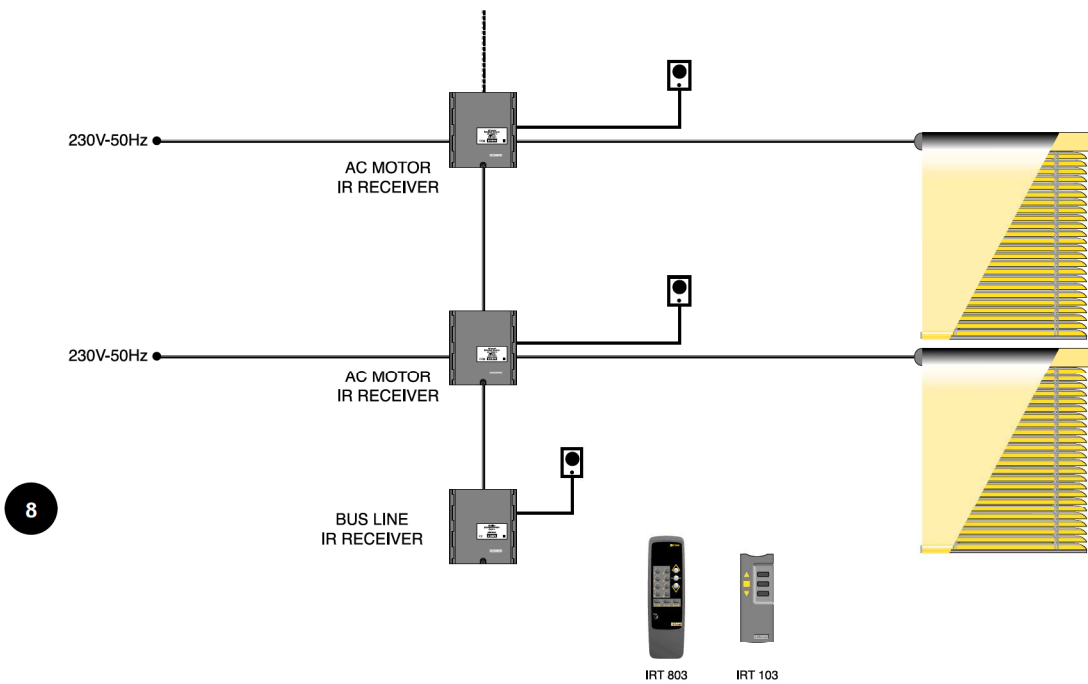 230V-50Hz
AC MOTOR
IR RECEIVER
230V-50Hz
AC MOTOR
IR RECEIVER
8
BUS LINE
IR RECEIVER
IRT 803
IRT 103